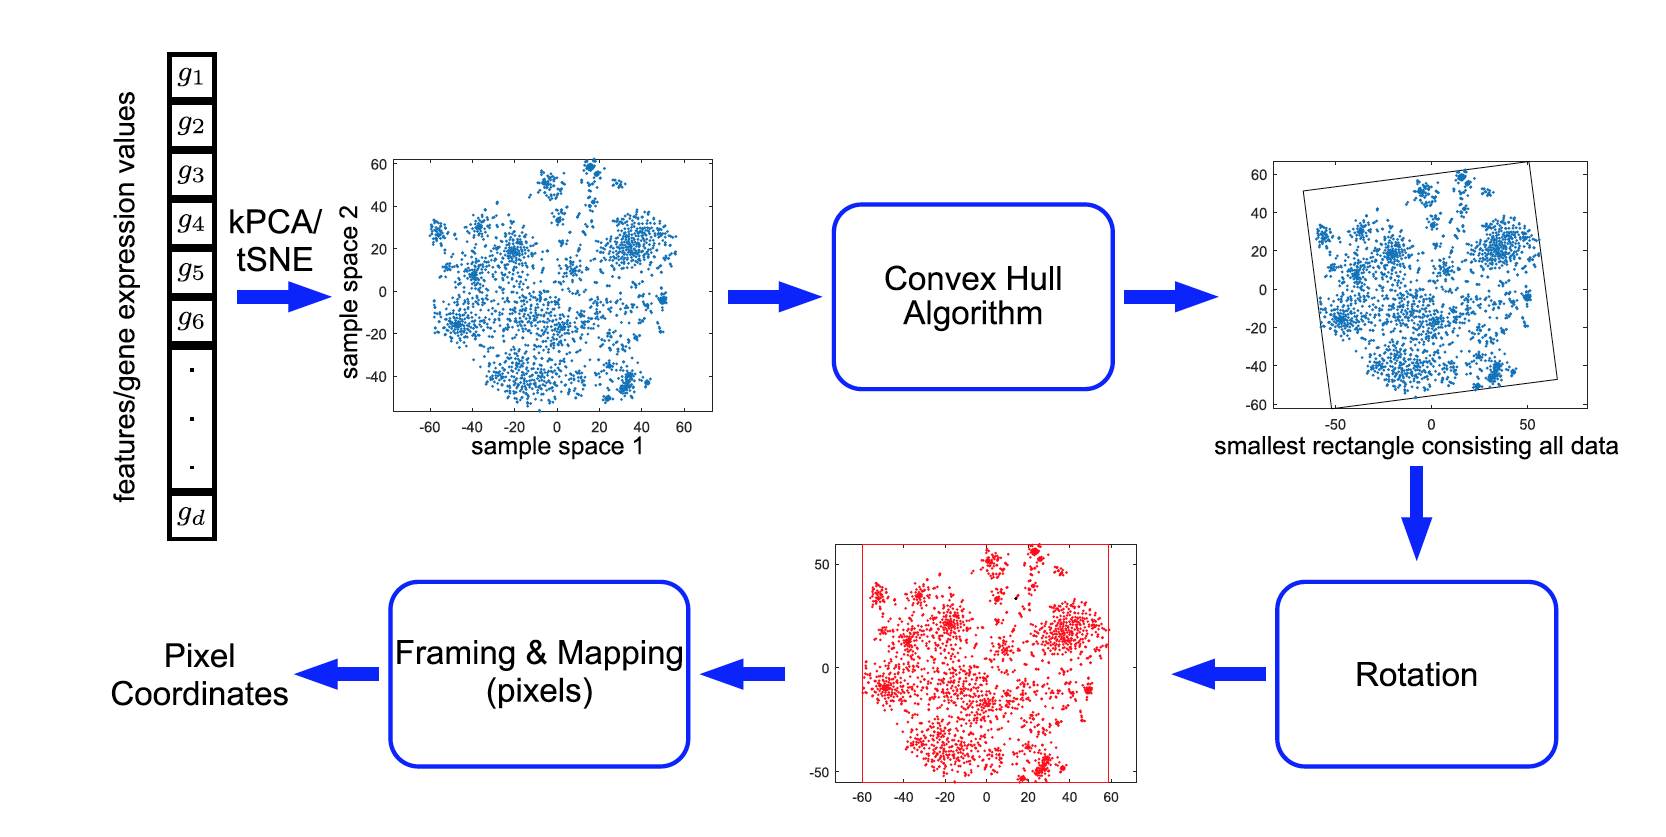 features/gene expression values
g1
g2
g3
g4
g5
g6
.
.
.
gd
kPCA/
tSNE
sample space 2
60
40
20
0
-20
-40
-60 -40 -20 0 20 40 60
sample space 1
Convex Hull
Algorithm
60
40
20
0
-20
-40
-60
-50 0 50
smallest rectangle consisting all data
Rotation
50
0
-50
-60 -40 -20 0 20 40 60
Framing & Mapping
(pixels)
Pixel
Coordinates